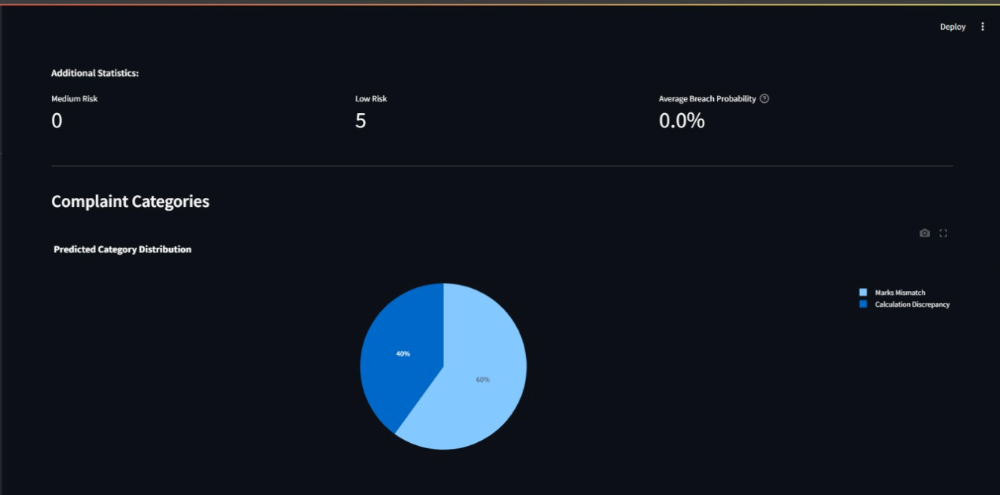 Deploy
Additional Statistics:
Medium Risk
Low Risk
Average Breach Probability
0
5
0.0%
Complaint Categories
Predicted Category Distribution
Marks Mismatch
Calculation Discrepancy
40%
60%